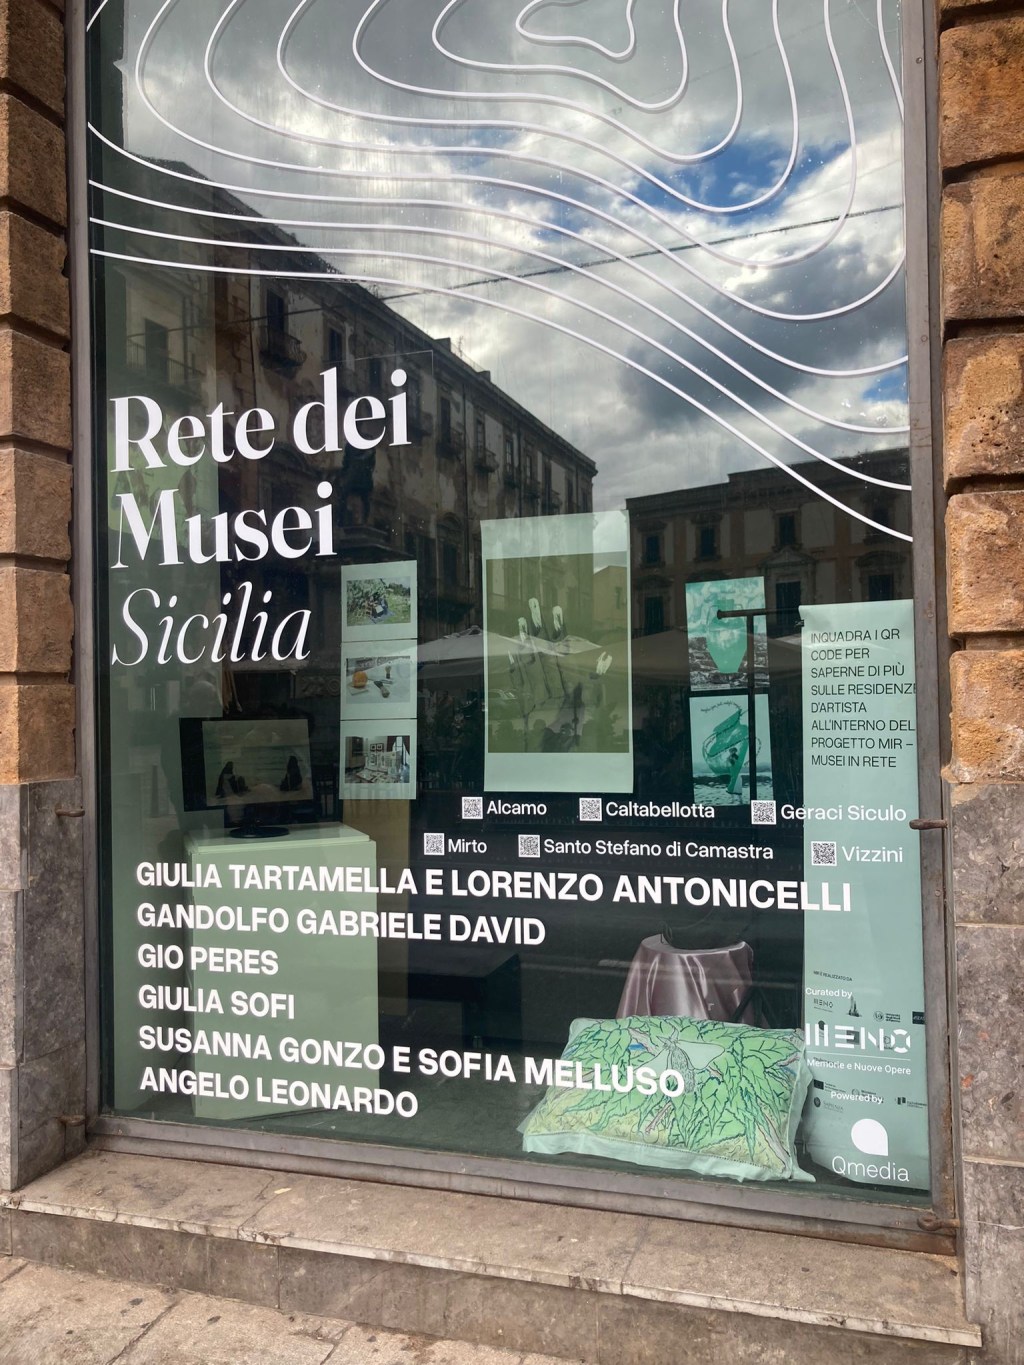 Rete dei
Musei
Sicilia
INQUADRA I QR
CODE PER
SAPERNE DI PIÙ
SULLE RESIDENZE
D'ARTISTA
ALL'INTERNO DEL
PROGETTO MIR –
MUSEI IN RETE
Alcamo Caltabellotta Geraci Siculo
Mirto Santo Stefano di Camastra Vizzini
GIULIA TARTAMELLA E LORENZO ANTONICELLI
GANDOLFO GABRIELE DAVID
GIO PERES
GIULIA SOFI
SUSANNA GONZO E SOFIA MELLUSO
ANGELO LEONARDO
Curated by
MENO
Memorie e Nuove Opere
Powered by
Qmedia